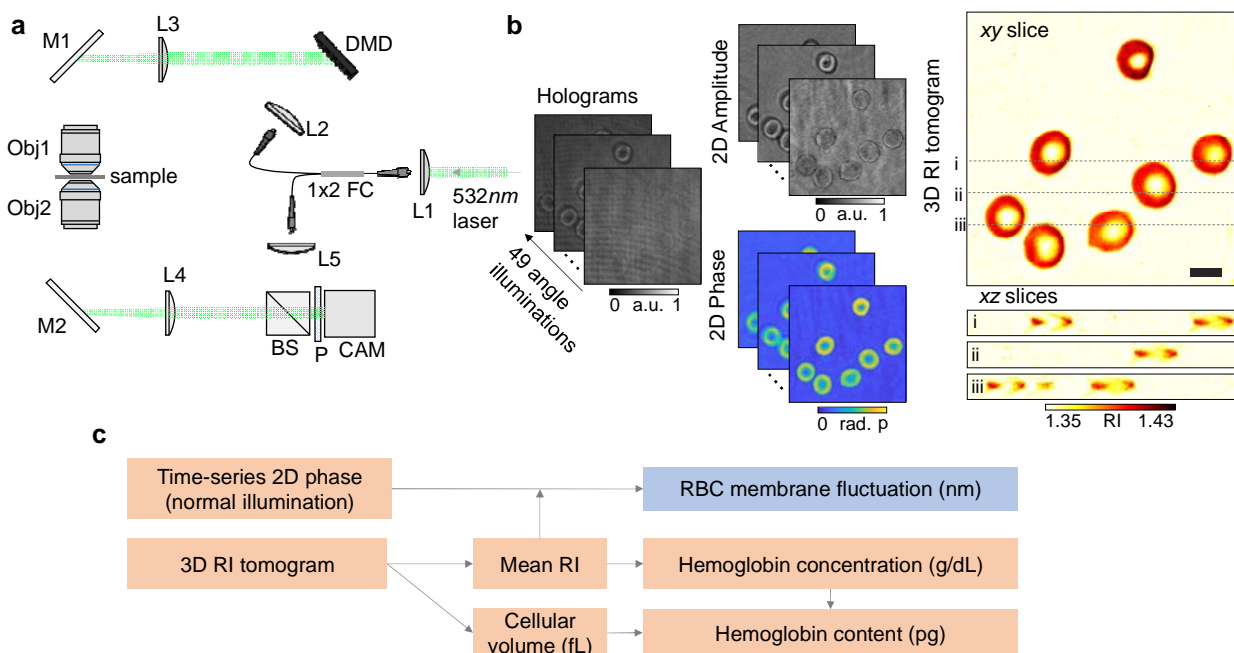 a
M1
L3
DMD
L2
Obj1
sample
Obj2
1x2 FC
L1
532nm
laser
L5
L4
M2
BS
P
CAM
b
Holograms
49 angle
illuminations
0 a.u. 1
2D Amplitude
0 a.u. 1
2D Phase
0 rad. p
3D RI tomogram
xy slice
i
ii
iii
xz slices
i
ii
iii
1.35 RI 1.43
c
Time-series 2D phase
(normal illumination)
RBC membrane fluctuation (nm)
3D RI tomogram
Mean RI
Hemoglobin concentration (g/dL)
Cellular
volume (fL)
Hemoglobin content (pg)